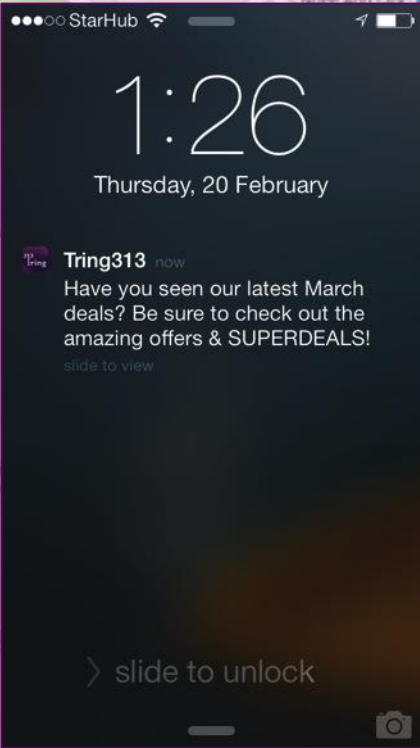 StarHub
1:26
Thursday, 20 February
Tring313 now
Have you seen our latest March
deals? Be sure to check out the
amazing offers & SUPERDEALS!
slide to view
slide to unlock